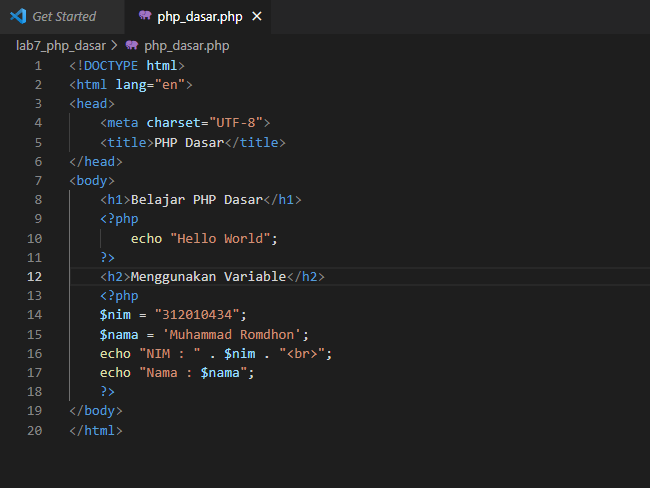 Get Started php_dasar.php
lab7_php_dasar > php_dasar.php
1 <!DOCTYPE html>
2 <html lang="en">
3 <head>
4     <meta charset="UTF-8">
5     <title>PHP Dasar</title>
6 </head>
7 <body>
8     <h1>Belajar PHP Dasar</h1>
9     <?php
10         echo "Hello World";
11     ?>
12     <h2>Menggunakan Variable</h2>
13     <?php
14     $nim = "312010434";
15     $nama = 'Muhammad Romdhon';
16     echo "NIM : " . $nim . "<br>";
17     echo "Nama : $nama";
18     ?>
19 </body>
20 </html>